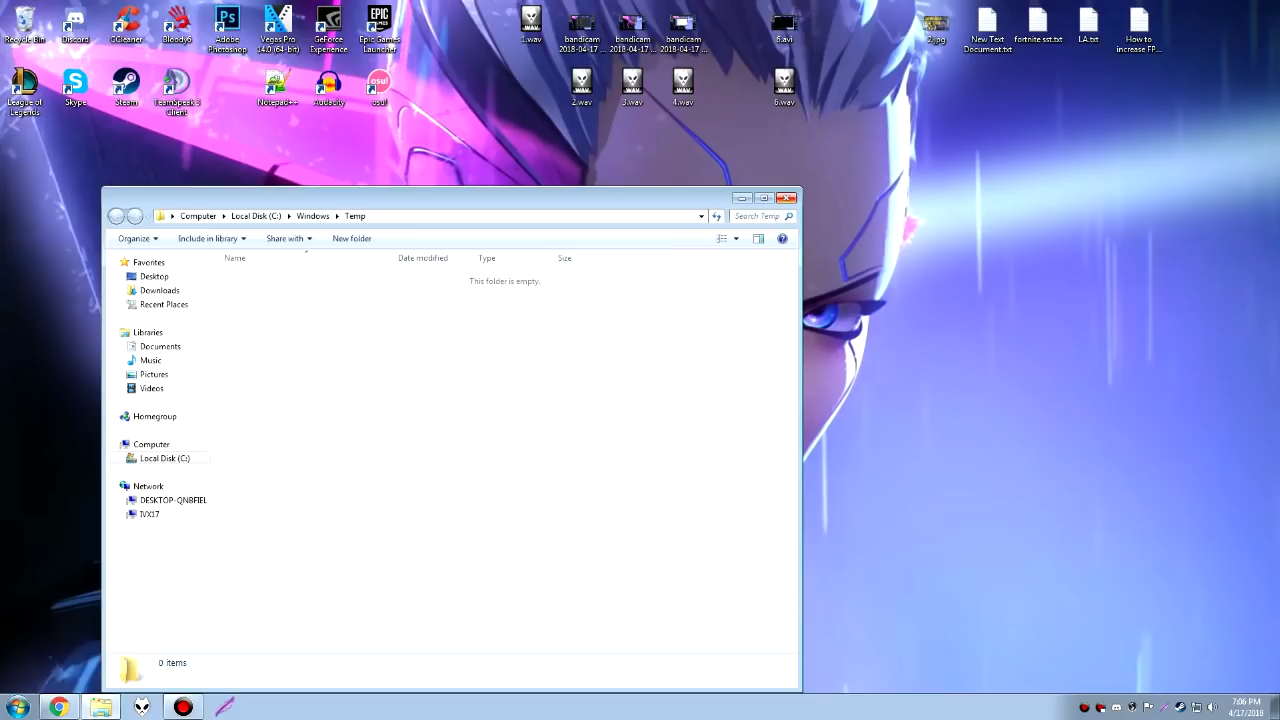 Recycle Bin
Discord
CCleaner
Bloody6
Adobe
Photoshop
Vegas Pro
14.0 (64-bit)
GeForce
Experience
Epic Games
Launcher
1.wav
bandicam
2018-04-17 ...
bandicam
2018-04-17 ...
bandicam
2018-04-17 ...
6.avi
2.jpg
New Text
Document.txt
fortnite sst.txt
How to
increase FP...
League of
Legends
Skype
Steam
TeamSpeak 3
Client
Notepad++
Audacity
osu!
2.wav
3.wav
4.wav
6.wav
Computer
Local Disk (C:)
Windows
Temp
Search Temp
Organize
Include in library
Share with
New folder
Name
Date modified
Type
Size
This folder is empty.
Favorites
Desktop
Downloads
Recent Places
Libraries
Documents
Music
Pictures
Videos
Homegroup
Computer
Local Disk (C:)
Network
DESKTOP-QNBFIEL
IVX17
0 items
7:06 PM
4/17/2018